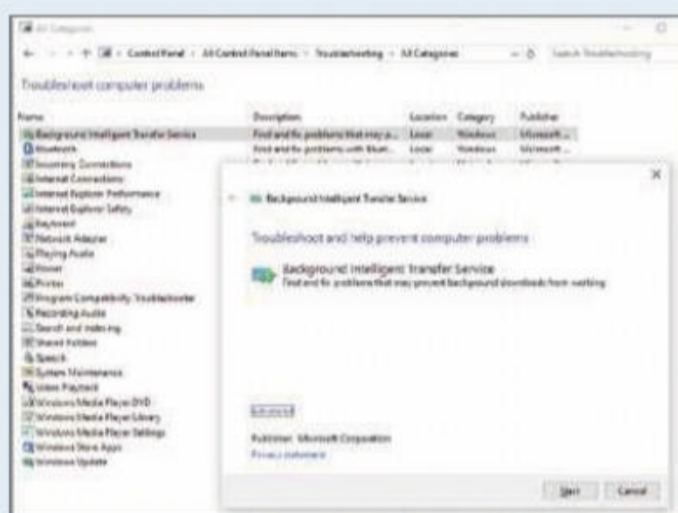 All Categories
Control Panel › All Control Panel Items › Troubleshooting › All Categories
Search Troubleshooting
Troubleshoot computer problems
Name Description Location Category Publisher
Background Intelligent Transfer Service Find and fix problems that may p... Local Windows Microsoft ...
Bluetooth Find and fix problems with Bluet... Local Windows Microsoft ...
Incoming Connections
Internet Connections
Internet Explorer Performance
Internet Explorer Safety
Keyboard
Network Adapter
Playing Audio
Power
Printer
Program Compatibility Troubleshooter
Recording Audio
Search and Indexing
Shared Folders
Speech
System Maintenance
Video Playback
Windows Media Player DVD
Windows Media Player Library
Windows Media Player Settings
Windows Store Apps
Windows Update
Background Intelligent Transfer Service
Troubleshoot and help prevent computer problems
Background Intelligent Transfer Service
Find and fix problems that may prevent background downloads from working.
Advanced
Publisher: Microsoft Corporation
Privacy statement
Start Cancel